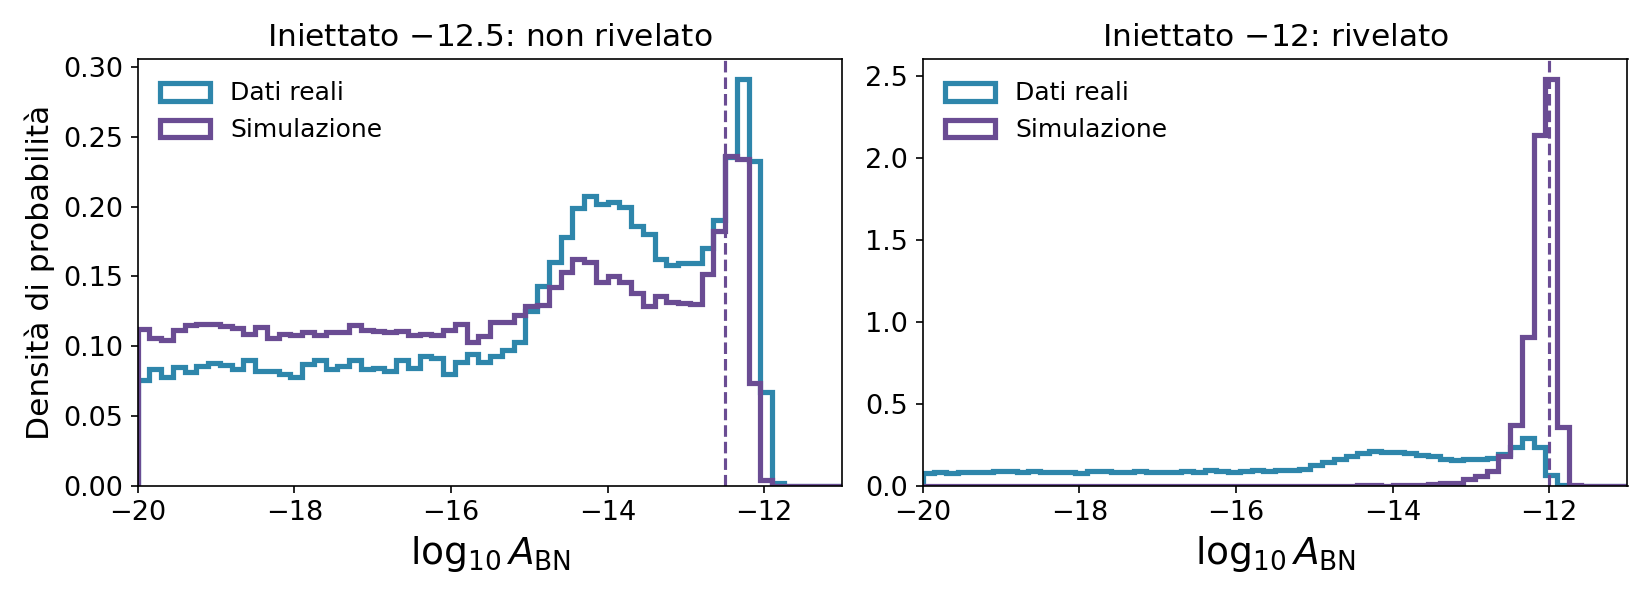 Iniettato −12.5: non rivelato
Dati reali
Simulazione
Densità di probabilità
0.30
0.25
0.20
0.15
0.10
0.05
0.00
−20 −18 −16 −14 −12
log₁₀ A_BN
Iniettato −12: rivelato
Dati reali
Simulazione
2.5
2.0
1.5
1.0
0.5
0.0
−20 −18 −16 −14 −12
log₁₀ A_BN